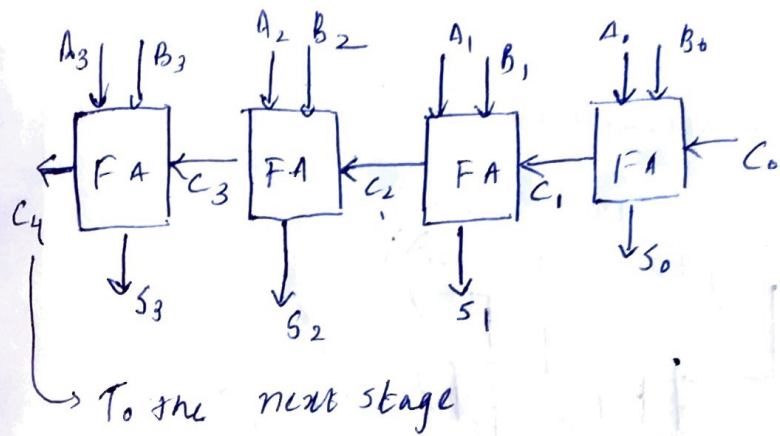 A3 B3 A2 B2 A1 B1 A0 B0
FA C3 FA C2 FA C1 FA C0
C4
S3 S2 S1 S0
To the next stage